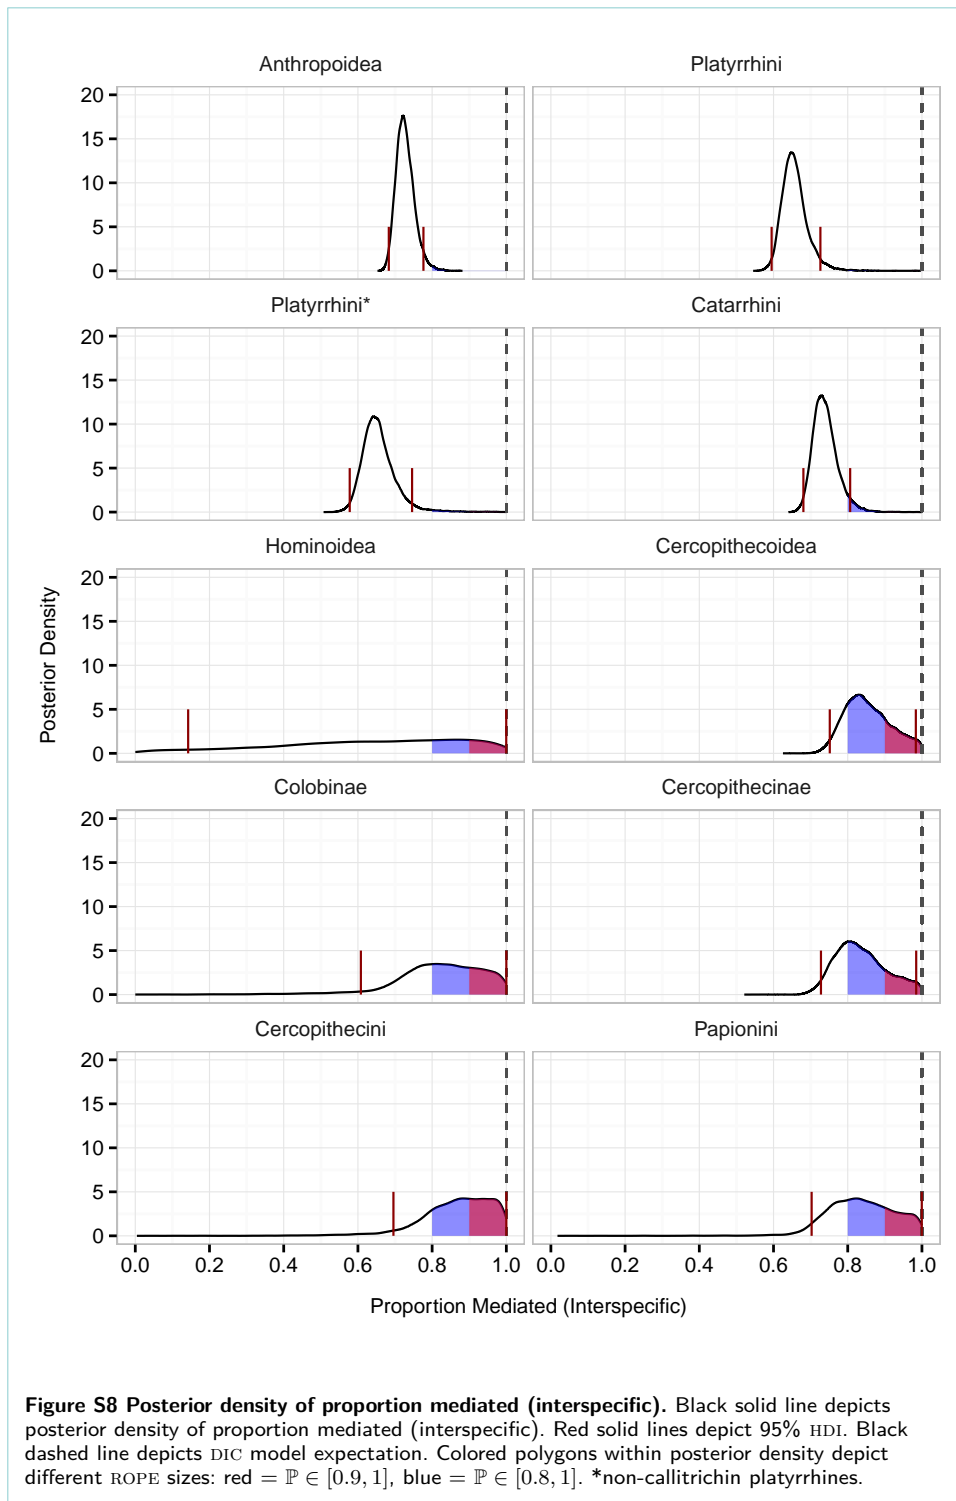 Anthropoidea
Platyrrhini
20
15
10
5
0
Platyrrhini*
Catarrhini
20
15
10
5
0
Hominoidea
Cercopithecoidea
20
15
10
5
0
Posterior Density
Colobinae
Cercopithecinae
20
15
10
5
0
Cercopithecini
Papionini
20
15
10
5
0
0.0 0.2 0.4 0.6 0.8 1.0 0.0 0.2 0.4 0.6 0.8 1.0
Proportion Mediated (Interspecific)
Figure S8 Posterior density of proportion mediated (interspecific). Black solid line depicts
posterior density of proportion mediated (interspecific). Red solid lines depict 95% HDI. Black
dashed line depicts DIC model expectation. Colored polygons within posterior density depict
different ROPE sizes: red = ℙ ∈ [0.9, 1], blue = ℙ ∈ [0.8, 1]. *non-callitrichin platyrrhines.